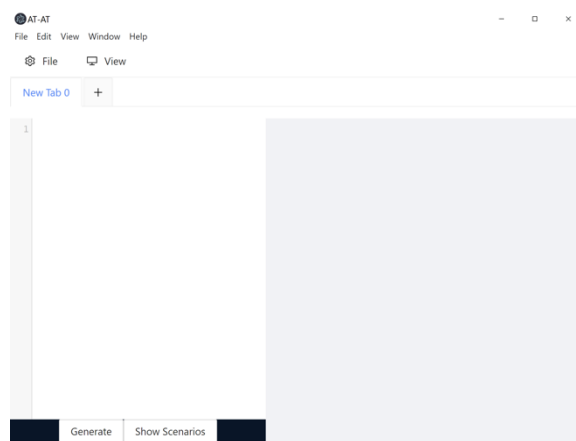 AT-AT
File Edit View Window Help
File View
New Tab 0 +
1
Generate Show Scenarios